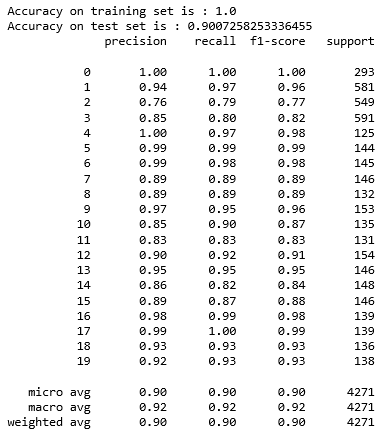 Accuracy on training set is : 1.0
Accuracy on test set is : 0.9007258253336455
precision recall f1-score support
0 1.00 1.00 1.00 293
1 0.94 0.97 0.96 581
2 0.76 0.79 0.77 549
3 0.85 0.80 0.82 591
4 1.00 0.97 0.98 125
5 0.99 0.99 0.99 144
6 0.99 0.98 0.98 145
7 0.89 0.89 0.89 146
8 0.89 0.89 0.89 132
9 0.97 0.95 0.96 153
10 0.85 0.90 0.87 135
11 0.83 0.83 0.83 131
12 0.90 0.92 0.91 154
13 0.95 0.95 0.95 146
14 0.86 0.82 0.84 148
15 0.89 0.87 0.88 146
16 0.98 0.99 0.98 139
17 0.99 1.00 0.99 139
18 0.93 0.93 0.93 136
19 0.92 0.93 0.93 138
micro avg 0.90 0.90 0.90 4271
macro avg 0.92 0.92 0.92 4271
weighted avg 0.90 0.90 0.90 4271